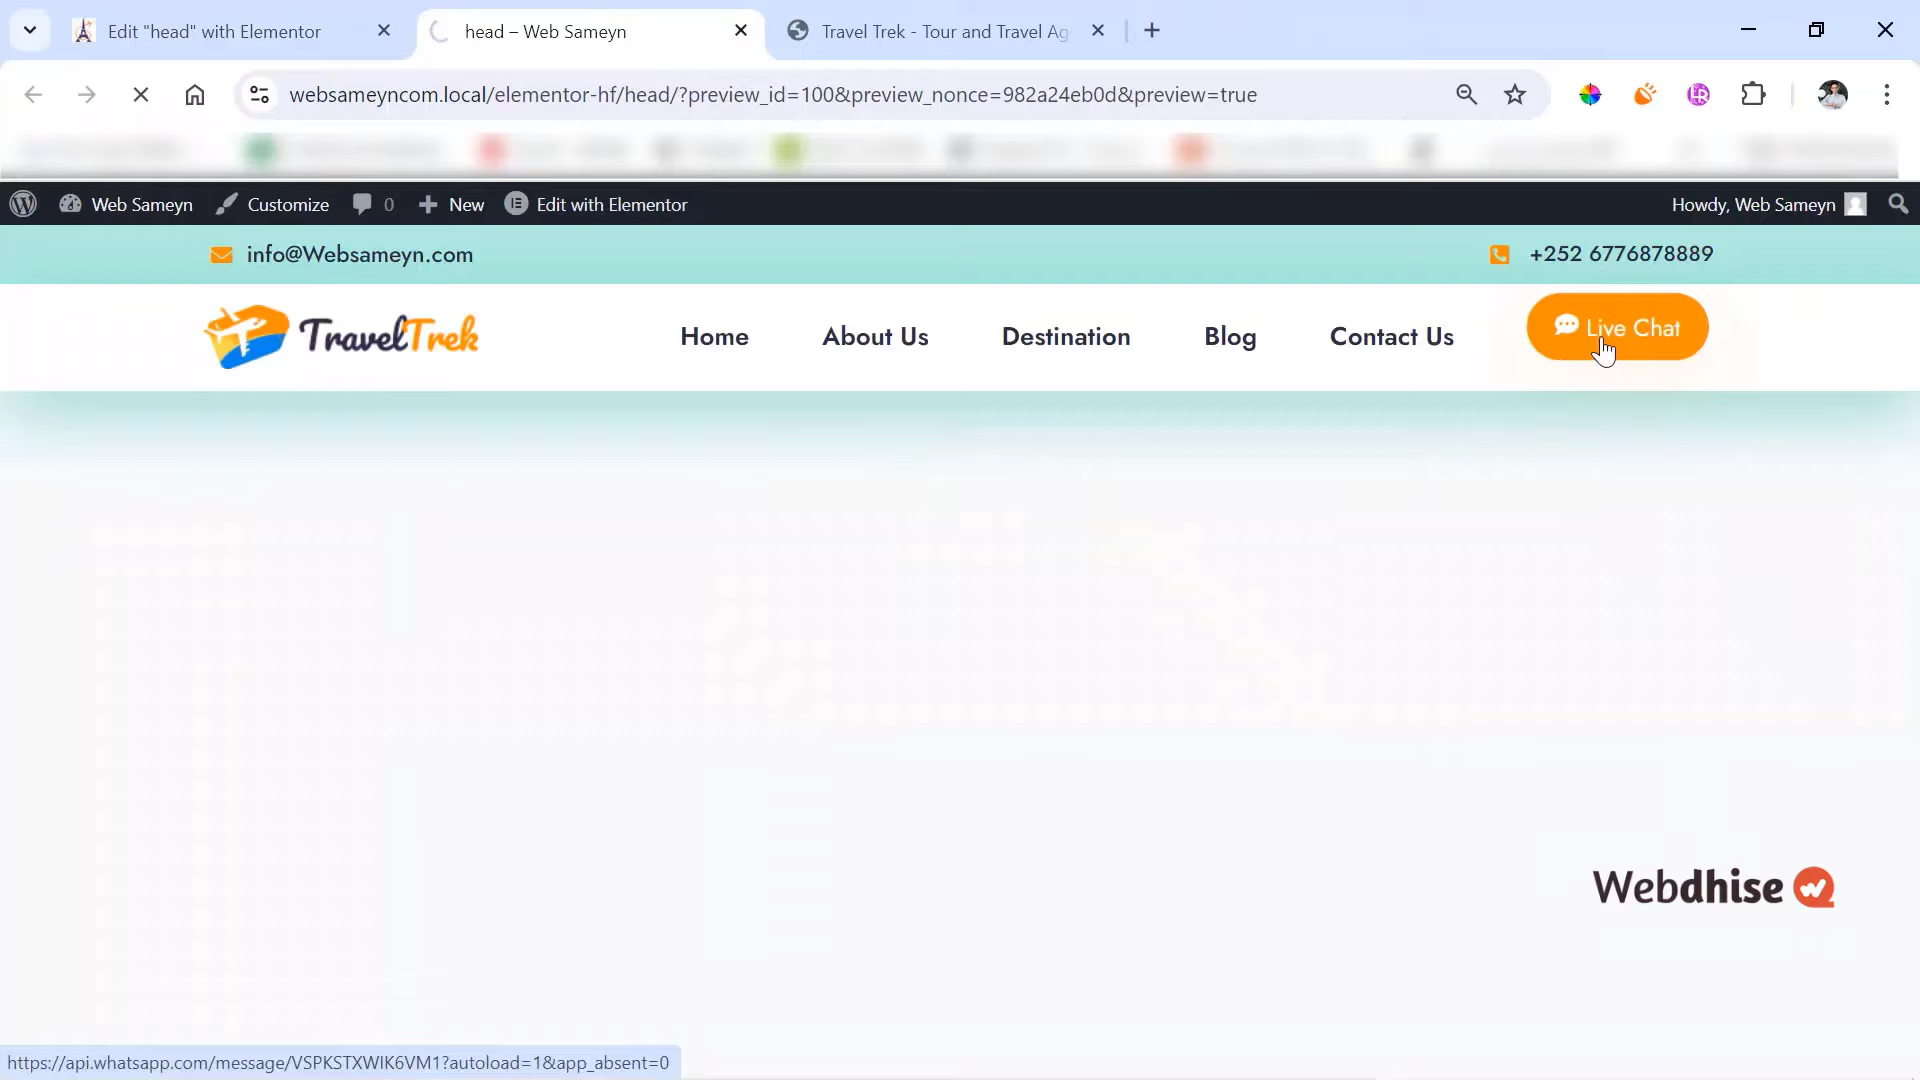 Edit "head" with Elementor
head – Web Sameyn
Travel Trek - Tour and Travel Ag
websameyncom.local/elementor-hf/head/?preview_id=100&preview_nonce=982a24eb0d&preview=true
Web Sameyn
Customize
0
New
Edit with Elementor
Howdy, Web Sameyn
info@Websameyn.com
+252 6776878889
TravelTrek
Home
About Us
Destination
Blog
Contact Us
Live Chat
Webdhise
https://api.whatsapp.com/message/VSPKSTXWIK6VM1?autoload=1&app_absent=0